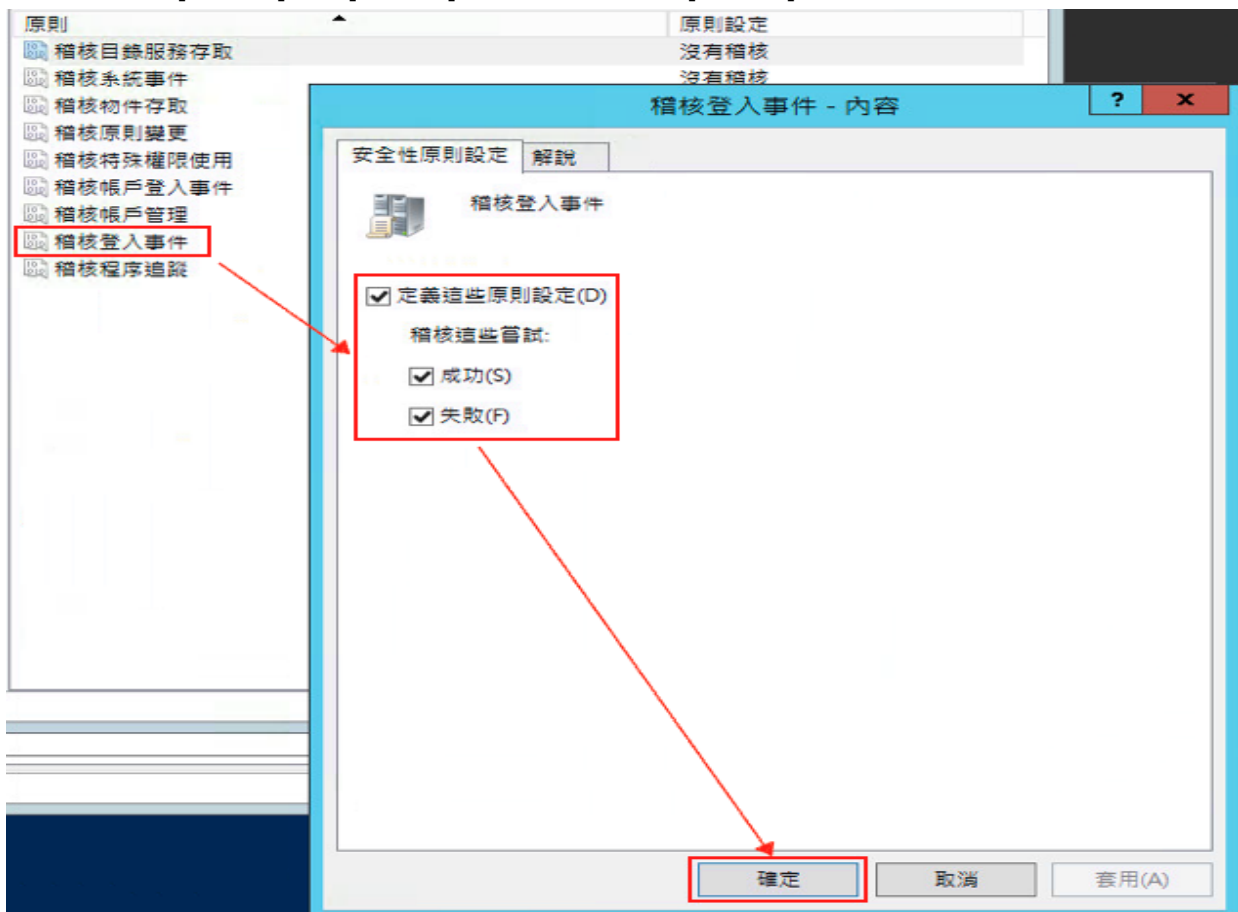 原則 原則設定
稽核目錄服務存取 沒有稽核
稽核系統事件 沒有稽核
稽核物件存取
稽核原則變更
稽核特殊權限使用
稽核帳戶登入事件
稽核帳戶管理
稽核登入事件
稽核程序追蹤
稽核登入事件 - 內容
? x
安全性原則設定 解說
稽核登入事件
定義這些原則設定(D)
稽核這些嘗試:
成功(S)
失敗(F)
確定 取消 套用(A)